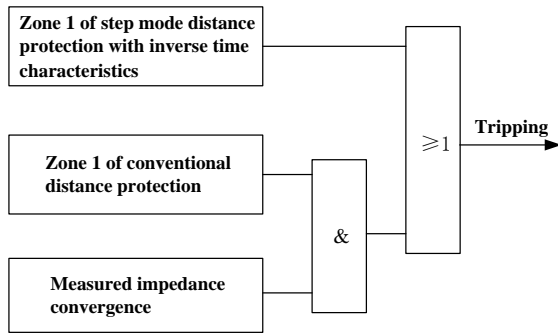 Zone 1 of step mode distance
protection with inverse time
characteristics
Tripping
≥1
Zone 1 of conventional
distance protection
&
Measured impedance
convergence